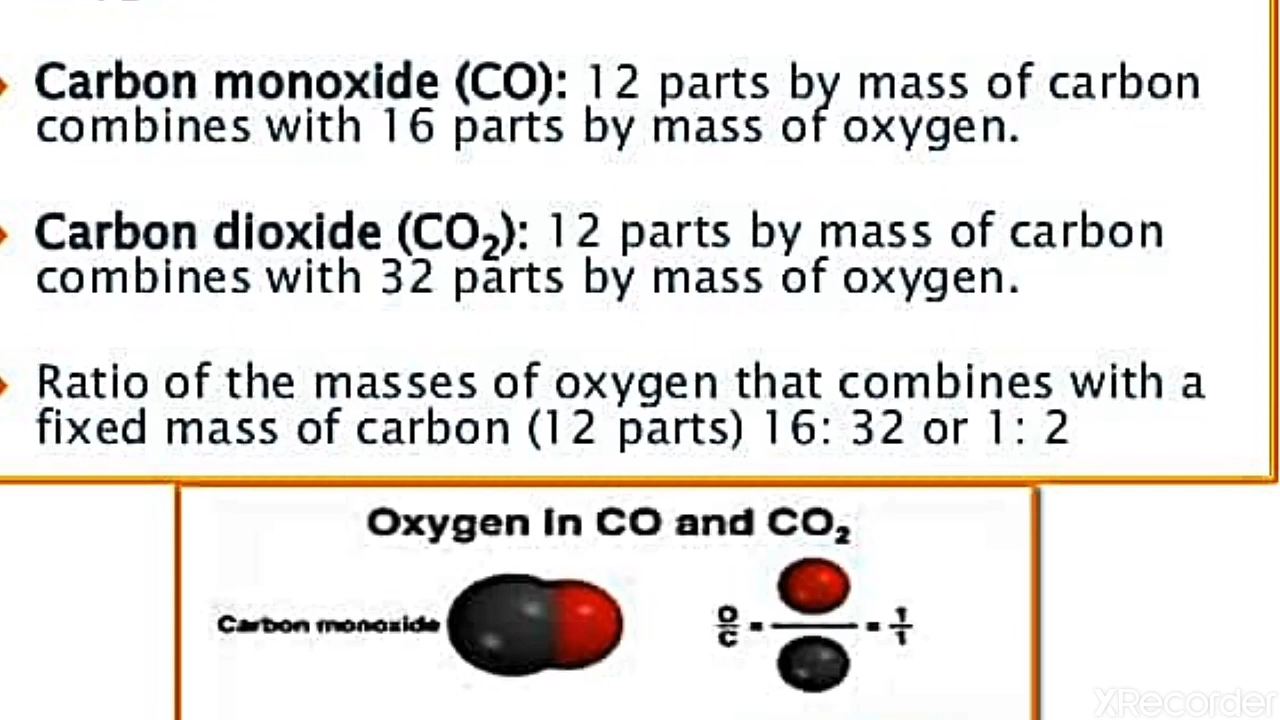 Carbon monoxide (CO): 12 parts by mass of carbon
combines with 16 parts by mass of oxygen.
Carbon dioxide (CO₂): 12 parts by mass of carbon
combines with 32 parts by mass of oxygen.
Ratio of the masses of oxygen that combines with a
fixed mass of carbon (12 parts) 16: 32 or 1: 2
Oxygen in CO and CO₂
Carbon monoxide O/C = = 1/1
XRecorder